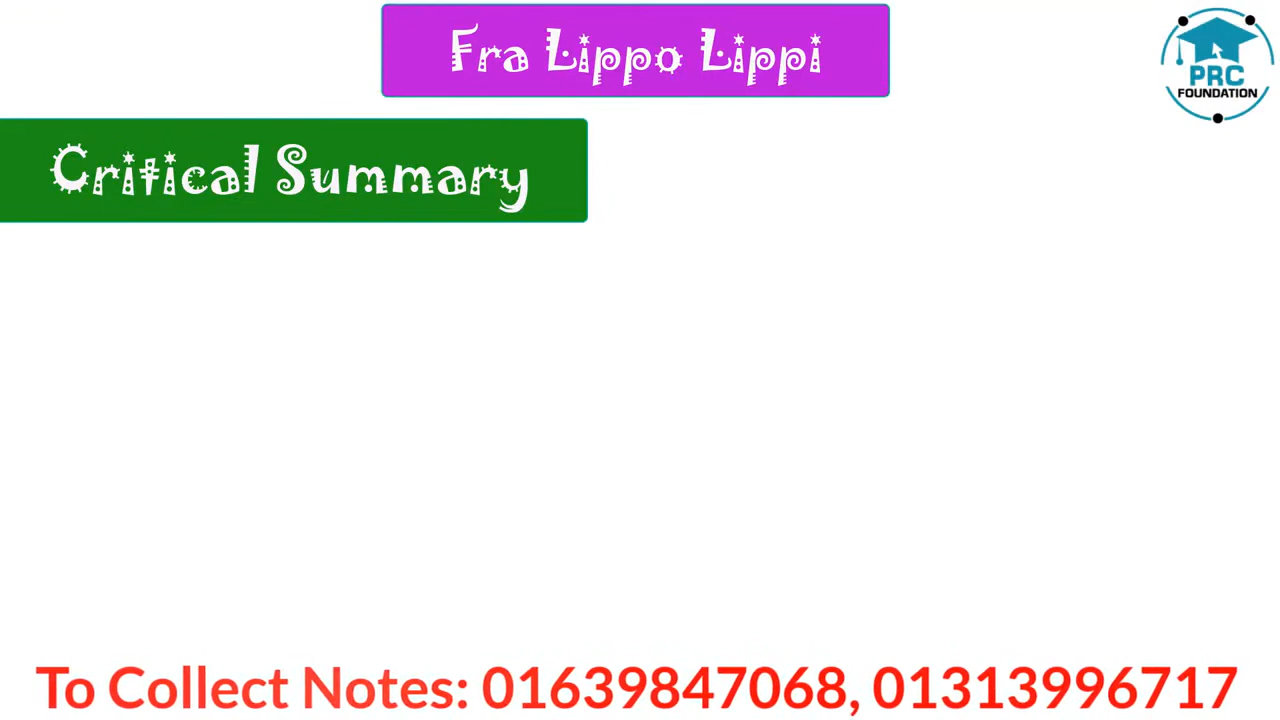 Fra Lippo Lippi
PRC
FOUNDATION
Critical Summary
To Collect Notes: 01639847068, 01313996717